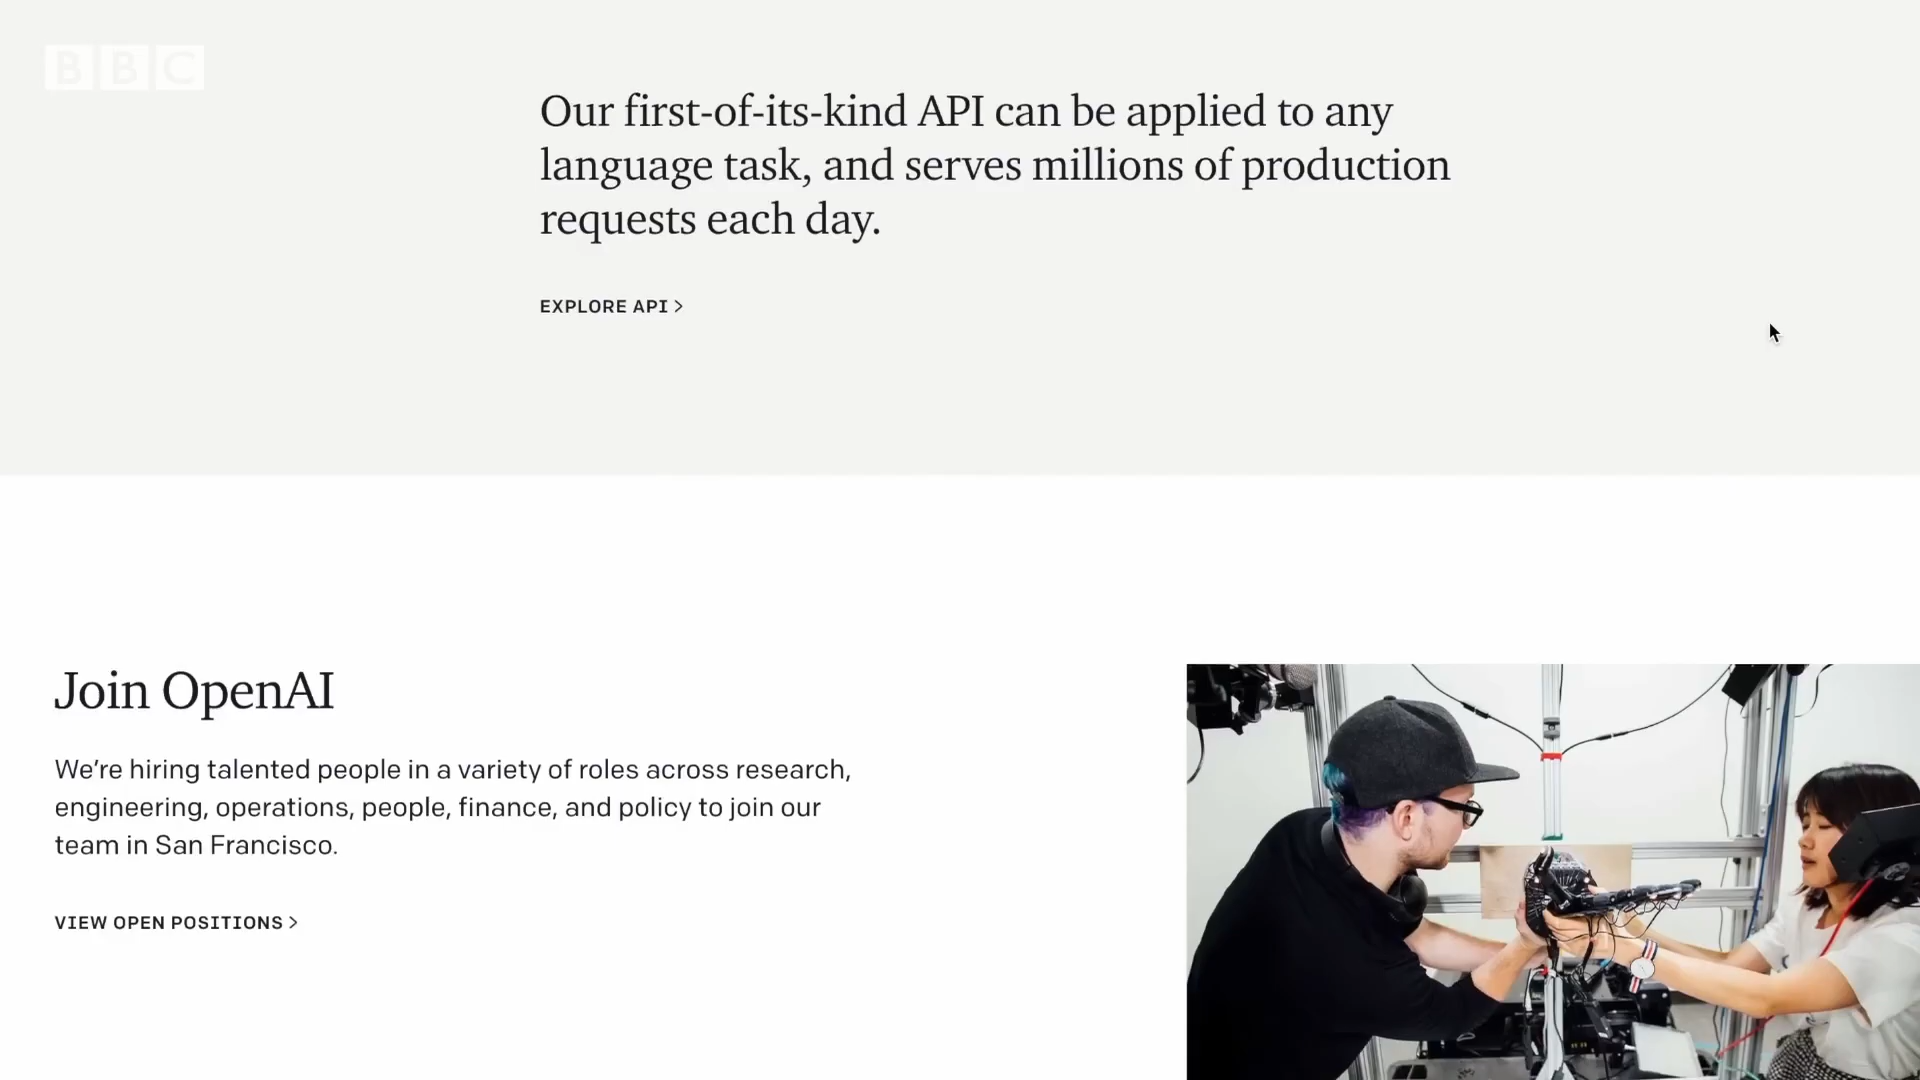 BBC
Our first-of-its-kind API can be applied to any
language task, and serves millions of production
requests each day.
EXPLORE API >
Join OpenAI
We’re hiring talented people in a variety of roles across research,
engineering, operations, people, finance, and policy to join our
team in San Francisco.
VIEW OPEN POSITIONS >